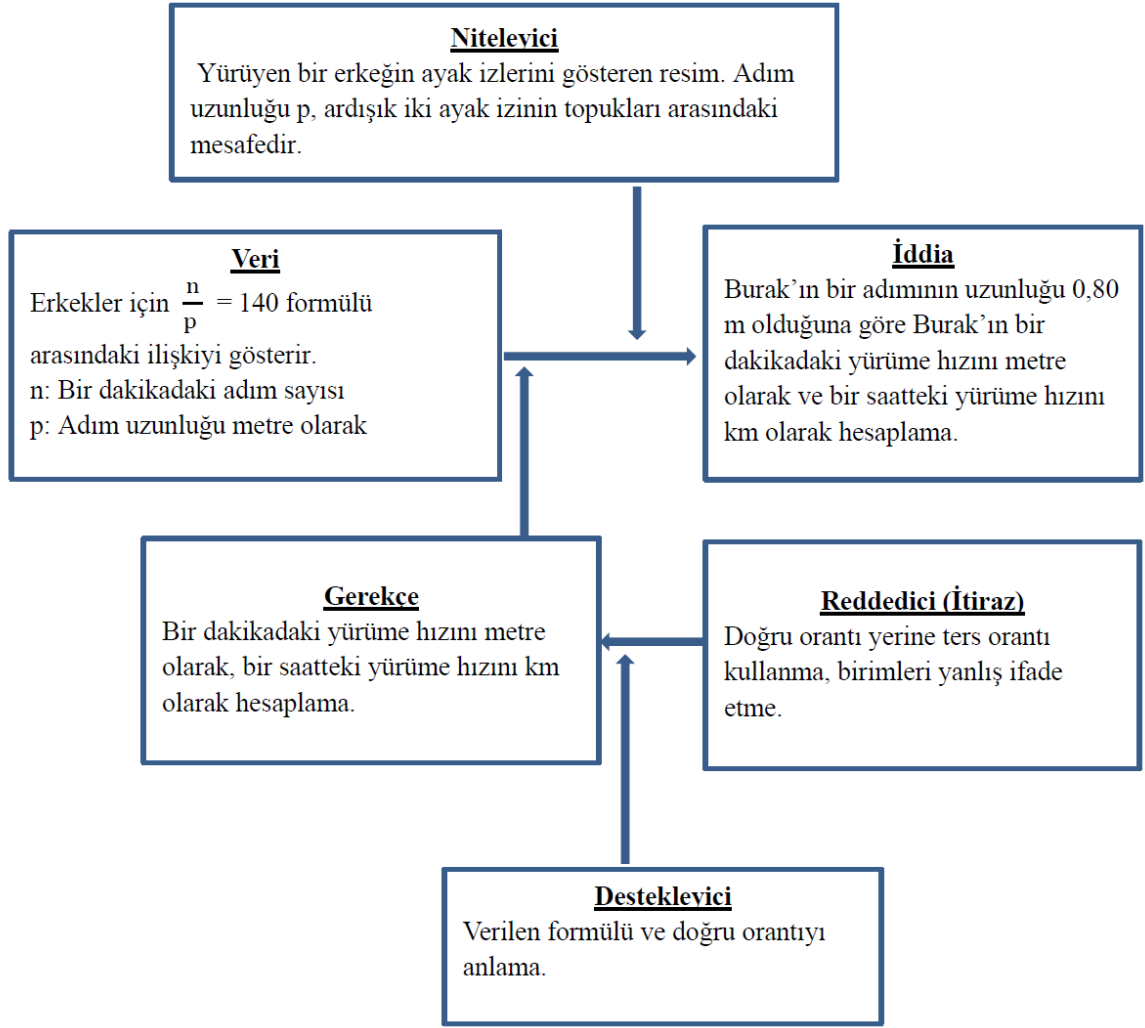 Niteleyici
Yürüyen bir erkeğin ayak izlerini gösteren resim. Adım
uzunluğu p, ardışık iki ayak izinin topukları arasındaki
mesafedir.
Veri
Erkekler için n/p = 140 formülü
arasındaki ilişkiyi gösterir.
n: Bir dakikadaki adım sayısı
p: Adım uzunluğu metre olarak
İddia
Burak’ın bir adımının uzunluğu 0,80
m olduğuna göre Burak’ın bir
dakikadaki yürüme hızını metre
olarak ve bir saatteki yürüme hızını
km olarak hesaplama.
Gerekçe
Bir dakikadaki yürüme hızını metre
olarak, bir saatteki yürüme hızını km
olarak hesaplama.
Reddedici (İtiraz)
Doğru orantı yerine ters orantı
kullanma, birimleri yanlış ifade
etme.
Destekleyici
Verilen formülü ve doğru orantıyı
anlama.